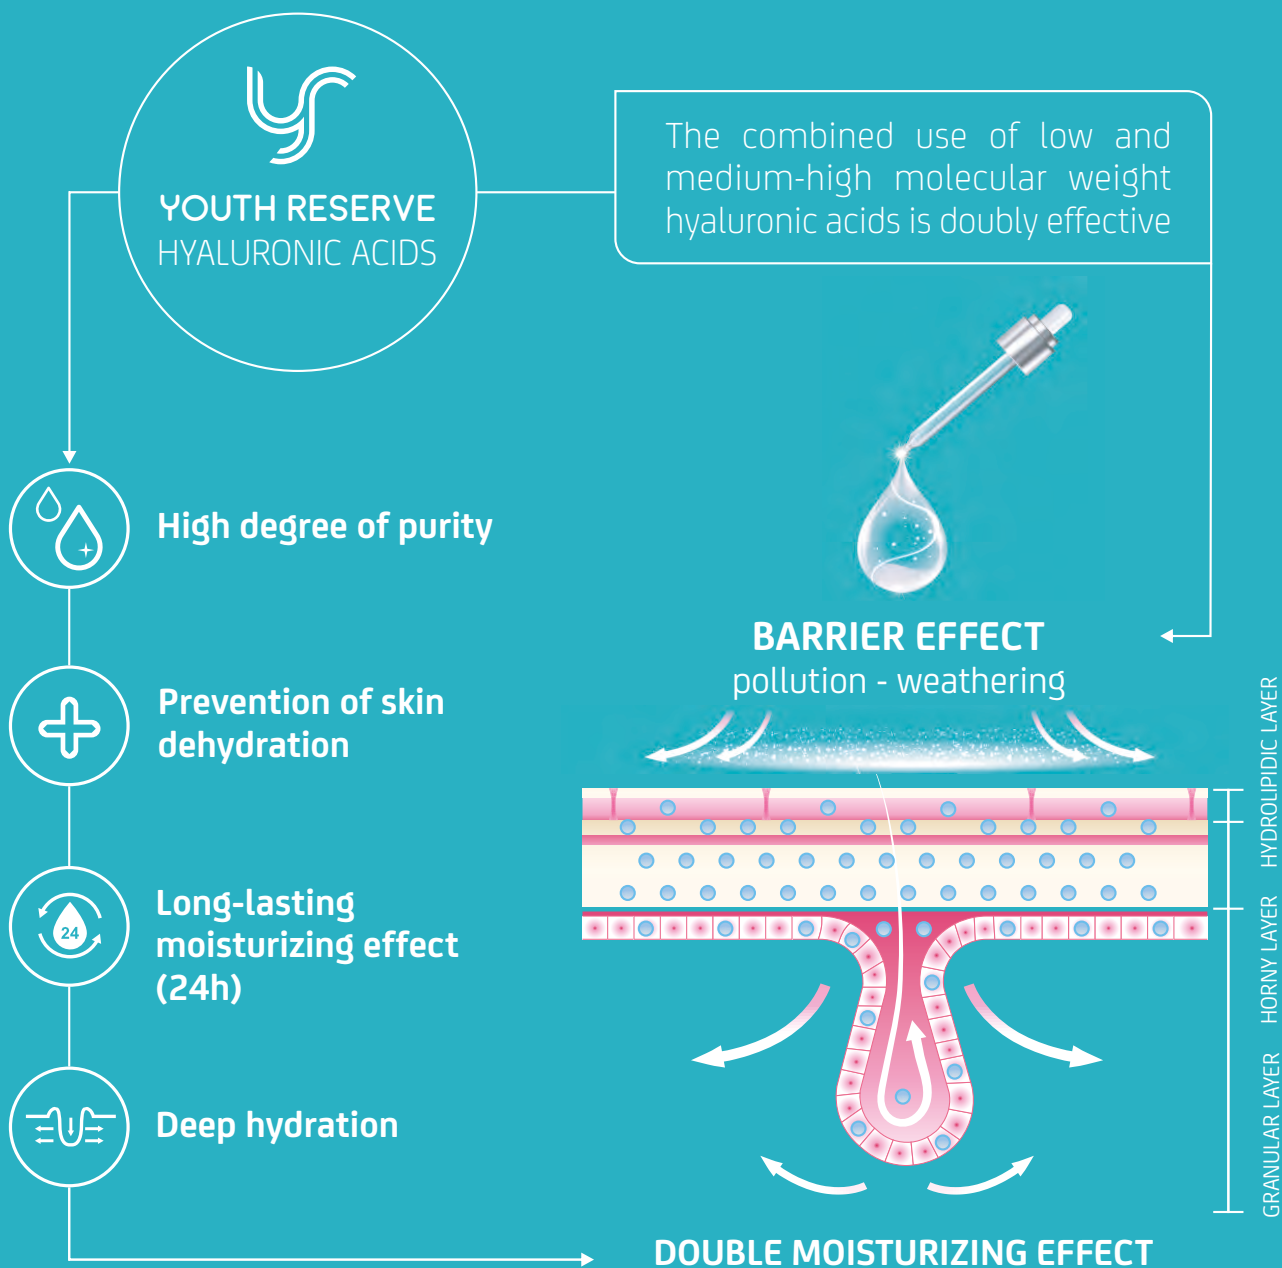 YOUTH RESERVE
HYALURONIC ACIDS
The combined use of low and
medium-high molecular weight
hyaluronic acids is doubly effective
High degree of purity
Prevention of skin
dehydration
24
Long-lasting
moisturizing effect
(24h)
Deep hydration
BARRIER EFFECT
pollution - weathering
HYDROLIPIDIC LAYER
HORNY LAYER
GRANULAR LAYER
DOUBLE MOISTURIZING EFFECT